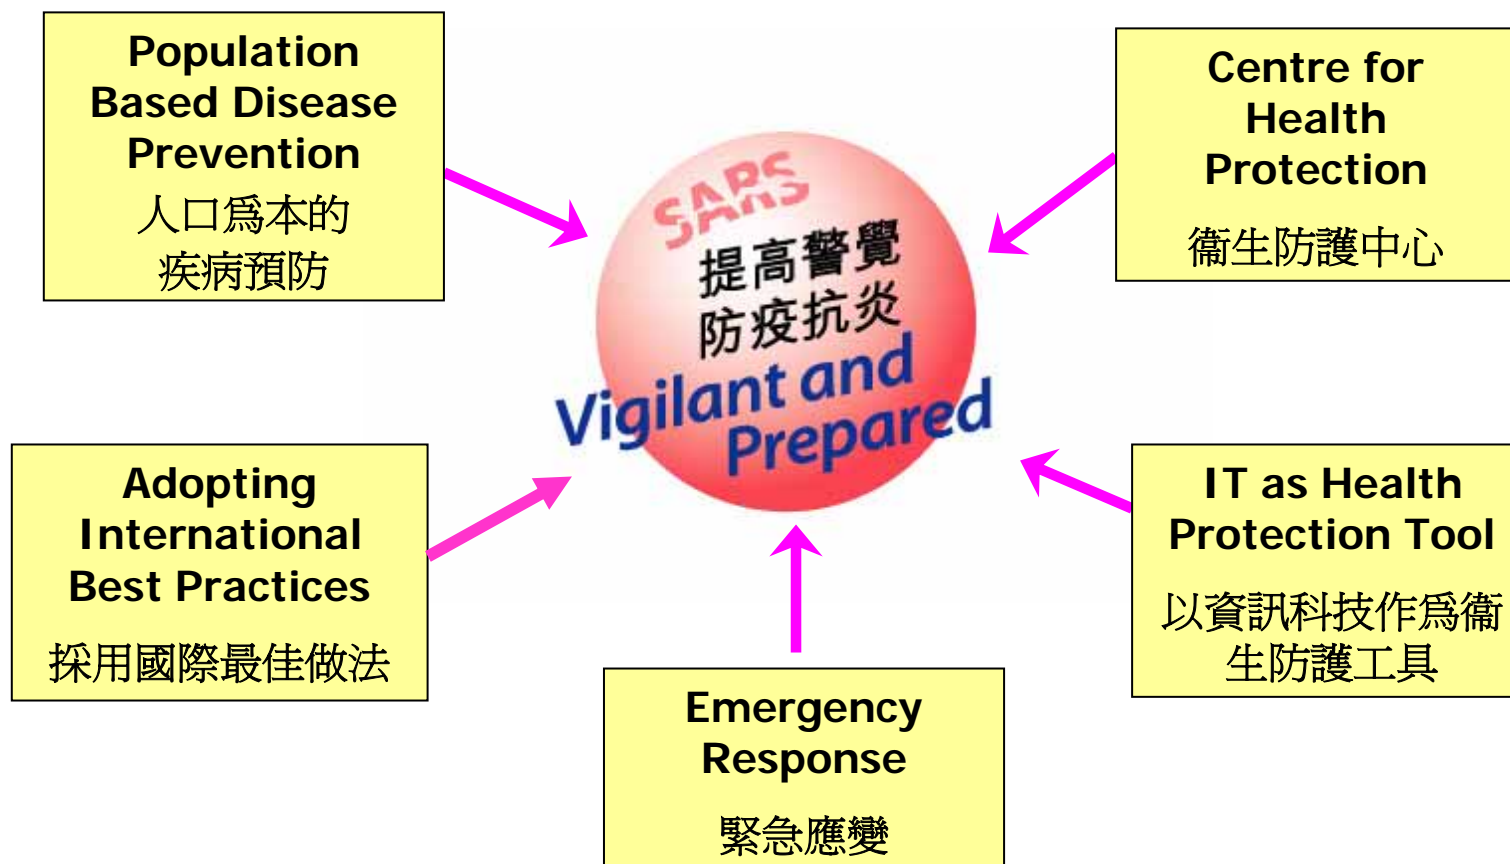 Population
Based Disease
Prevention
人口爲本的
疾病預防
Centre for
Health
Protection
衞生防護中心
SARS
提高警覺
防疫抗炎
Vigilant and
Prepared
Adopting
International
Best Practices
採用國際最佳做法
IT as Health
Protection Tool
以資訊科技作爲衞
生防護工具
Emergency
Response
緊急應變